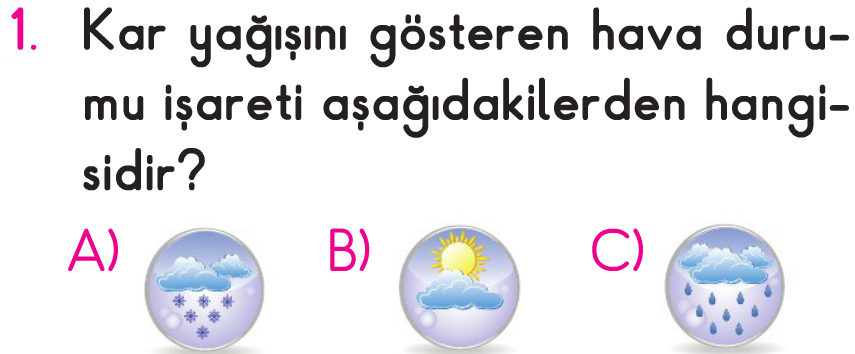 1. Kar yağışını gösteren hava duru-
mu işareti aşağıdakilerden hangi-
sidir?
A) B) C)